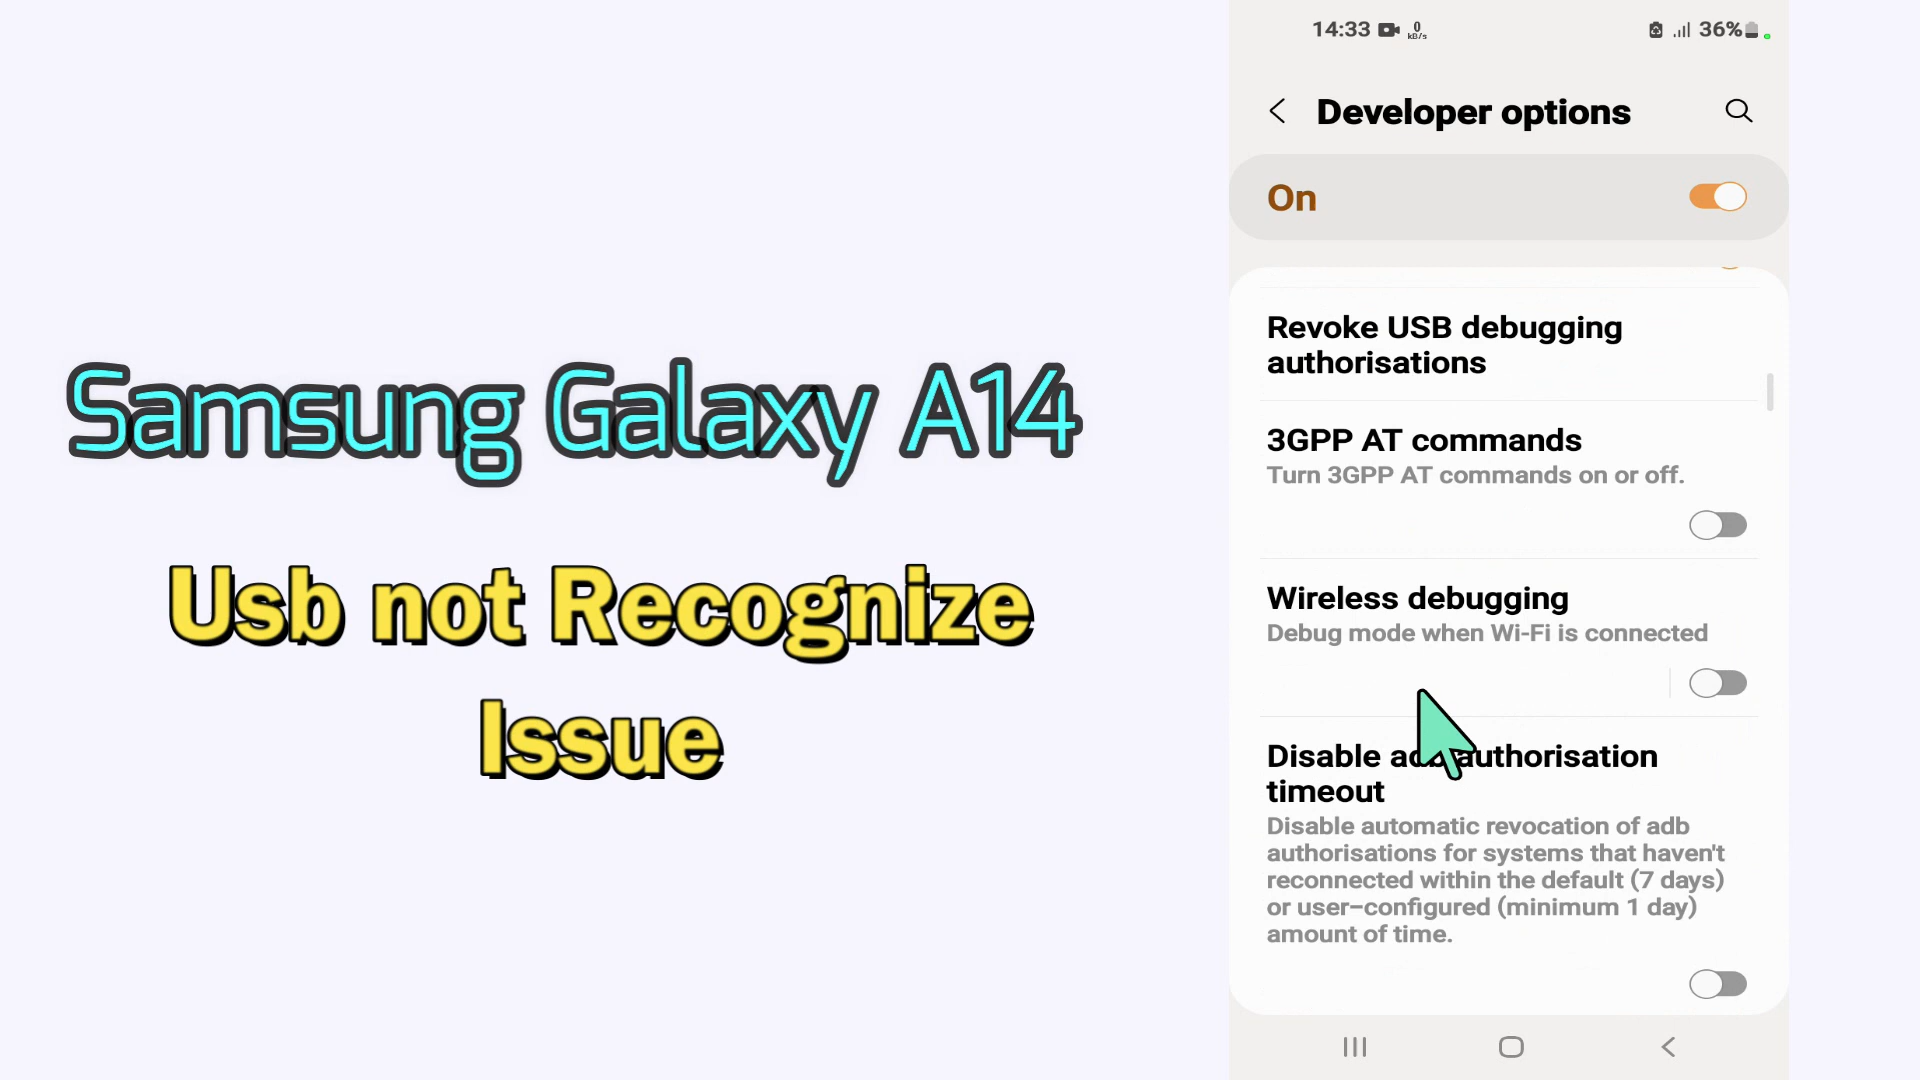 Samsung Galaxy A14
Usb not Recognize
Issue
14:33 0 kB/s 36%
Developer options
On
Revoke USB debugging
authorisations
3GPP AT commands
Turn 3GPP AT commands on or off.
Wireless debugging
Debug mode when Wi-Fi is connected
Disable adb authorisation
timeout
Disable automatic revocation of adb
authorisations for systems that haven't
reconnected within the default (7 days)
or user-configured (minimum 1 day)
amount of time.